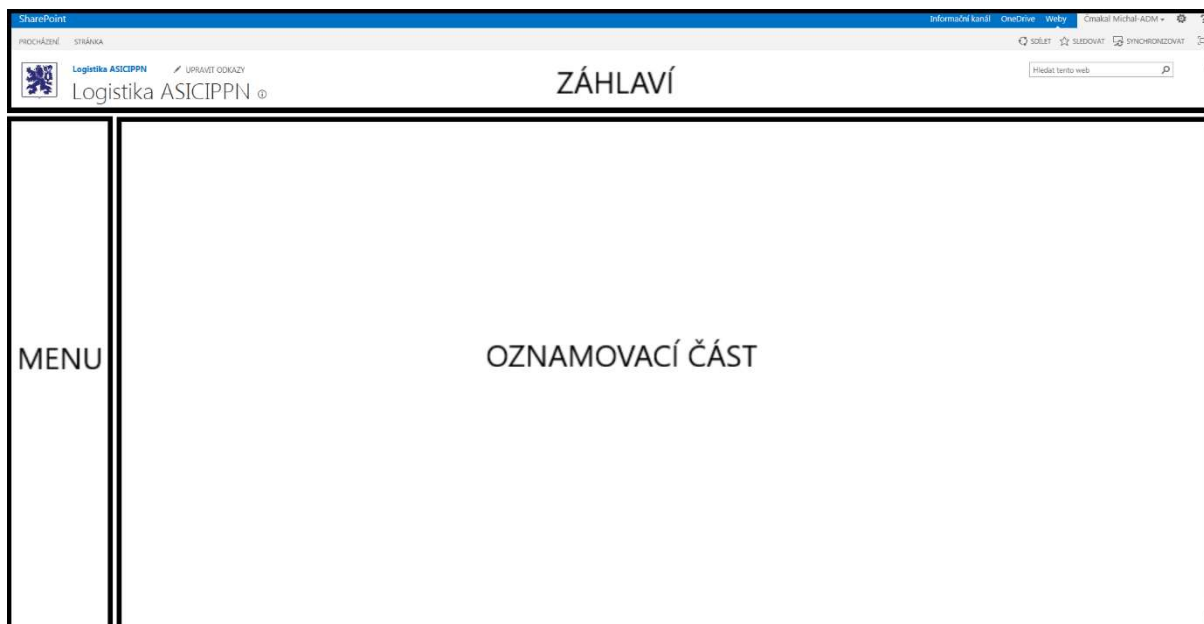 SharePoint
Informační kanál OneDrive Weby Čmakal Michal-ADM
PROCHÁZENÍ STRÁNKA
SDÍLET SLEDOVAT SYNCHRONIZOVAT
Logistika ASICIPPN UPRAVIT ODKAZY
Logistika ASICIPPN
ZÁHLAVÍ
Hledat tento web
MENU
OZNAMOVACÍ ČÁST